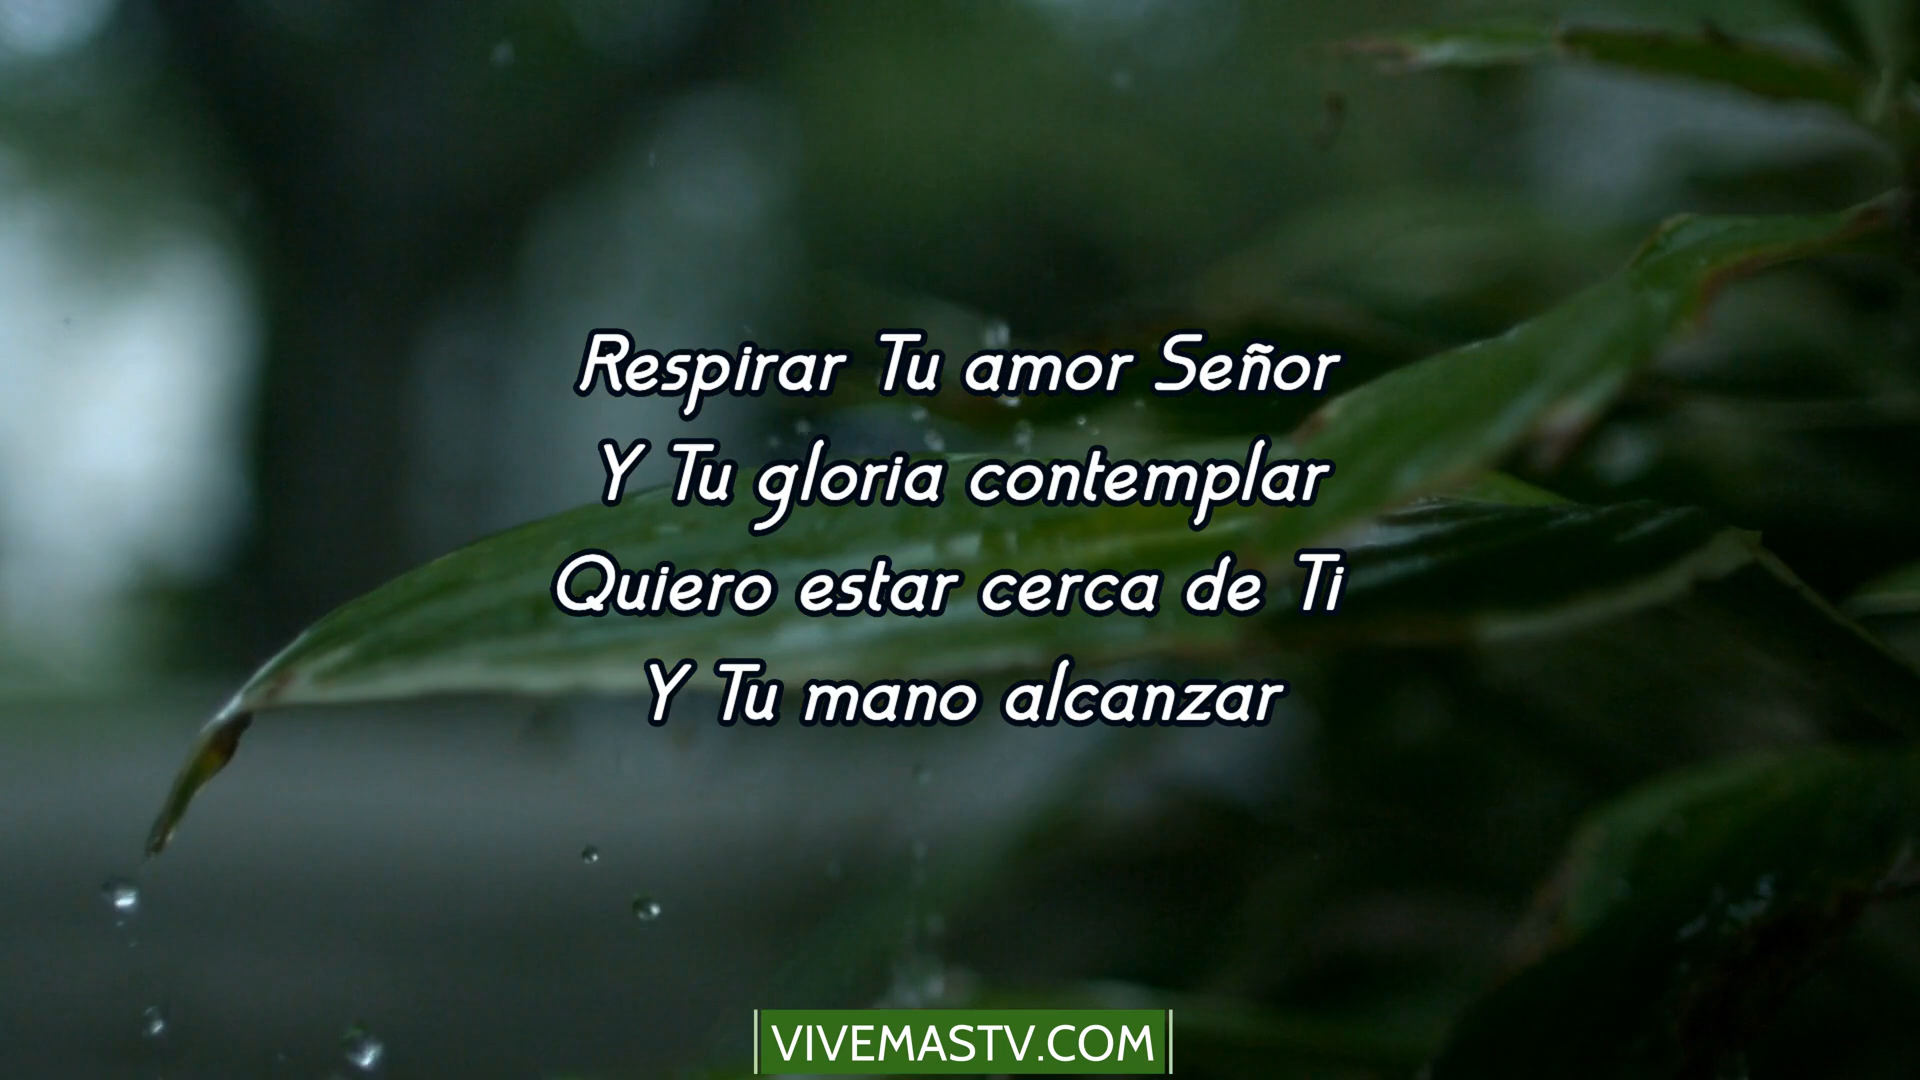 Respirar Tu amor Señor
Y Tu gloria contemplar
Quiero estar cerca de Ti
Y Tu mano alcanzar
VIVEMASTV.COM